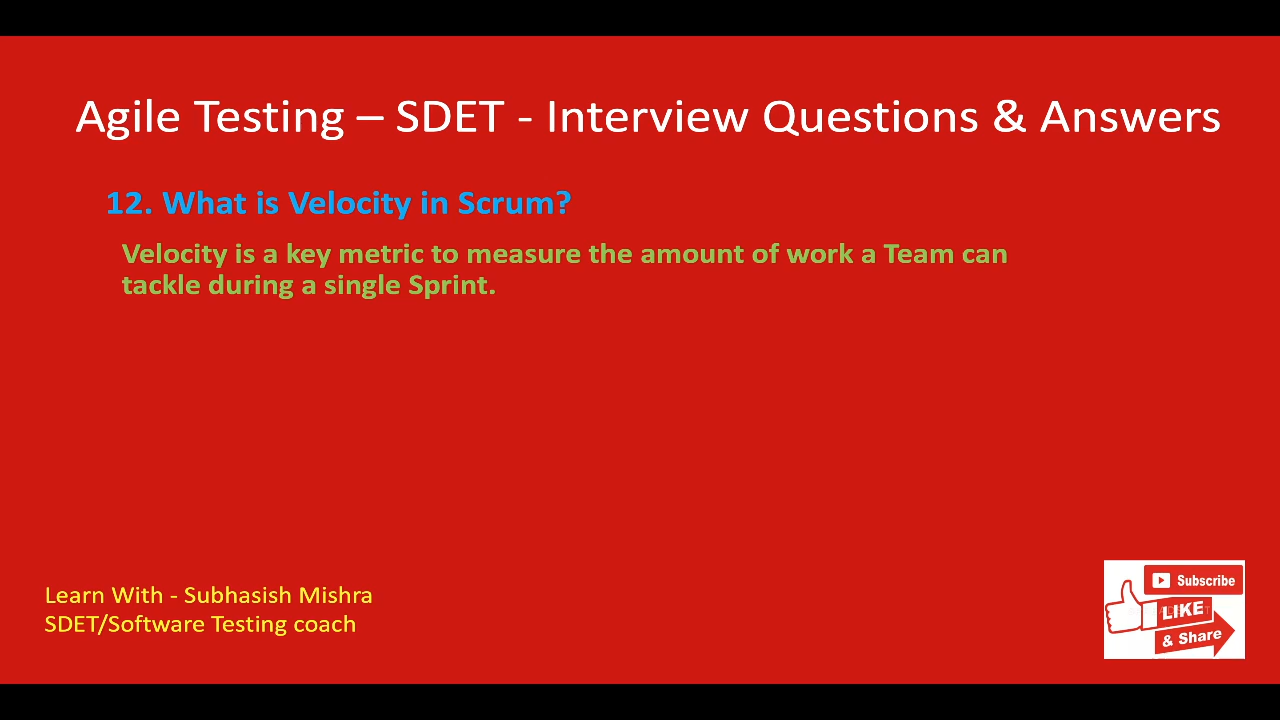 Agile Testing – SDET - Interview Questions & Answers
12. What is Velocity in Scrum?
Velocity is a key metric to measure the amount of work a Team can
tackle during a single Sprint.
Learn With - Subhasish Mishra
SDET/Software Testing coach
Subscribe
LIKE
& Share